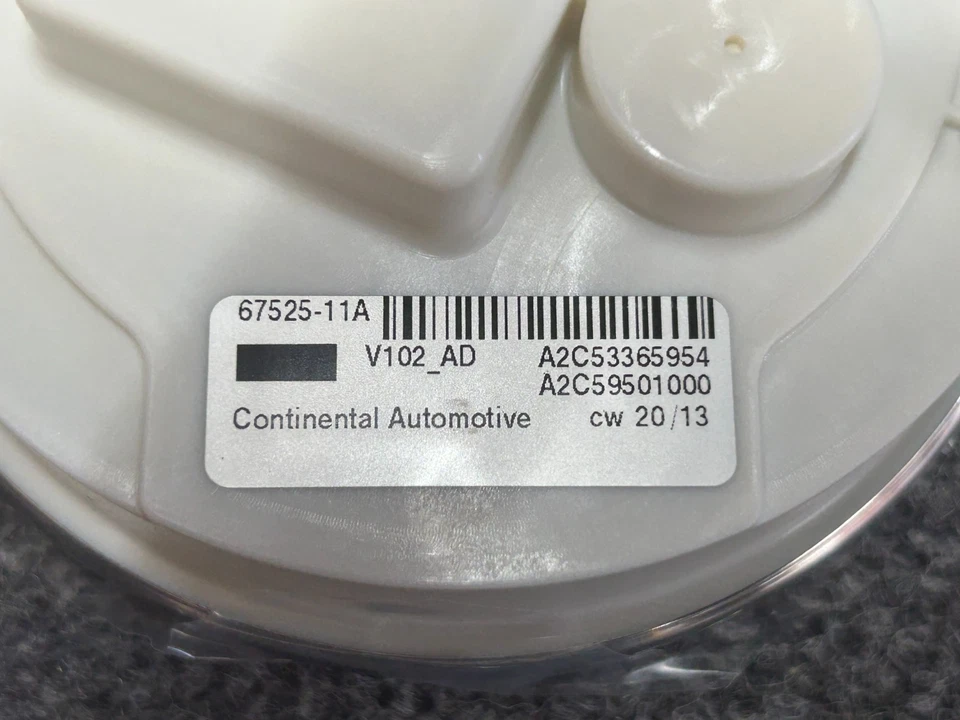 67525-11A
V102_AD A2C53365954
A2C59501000
Continental Automotive cw 20/13